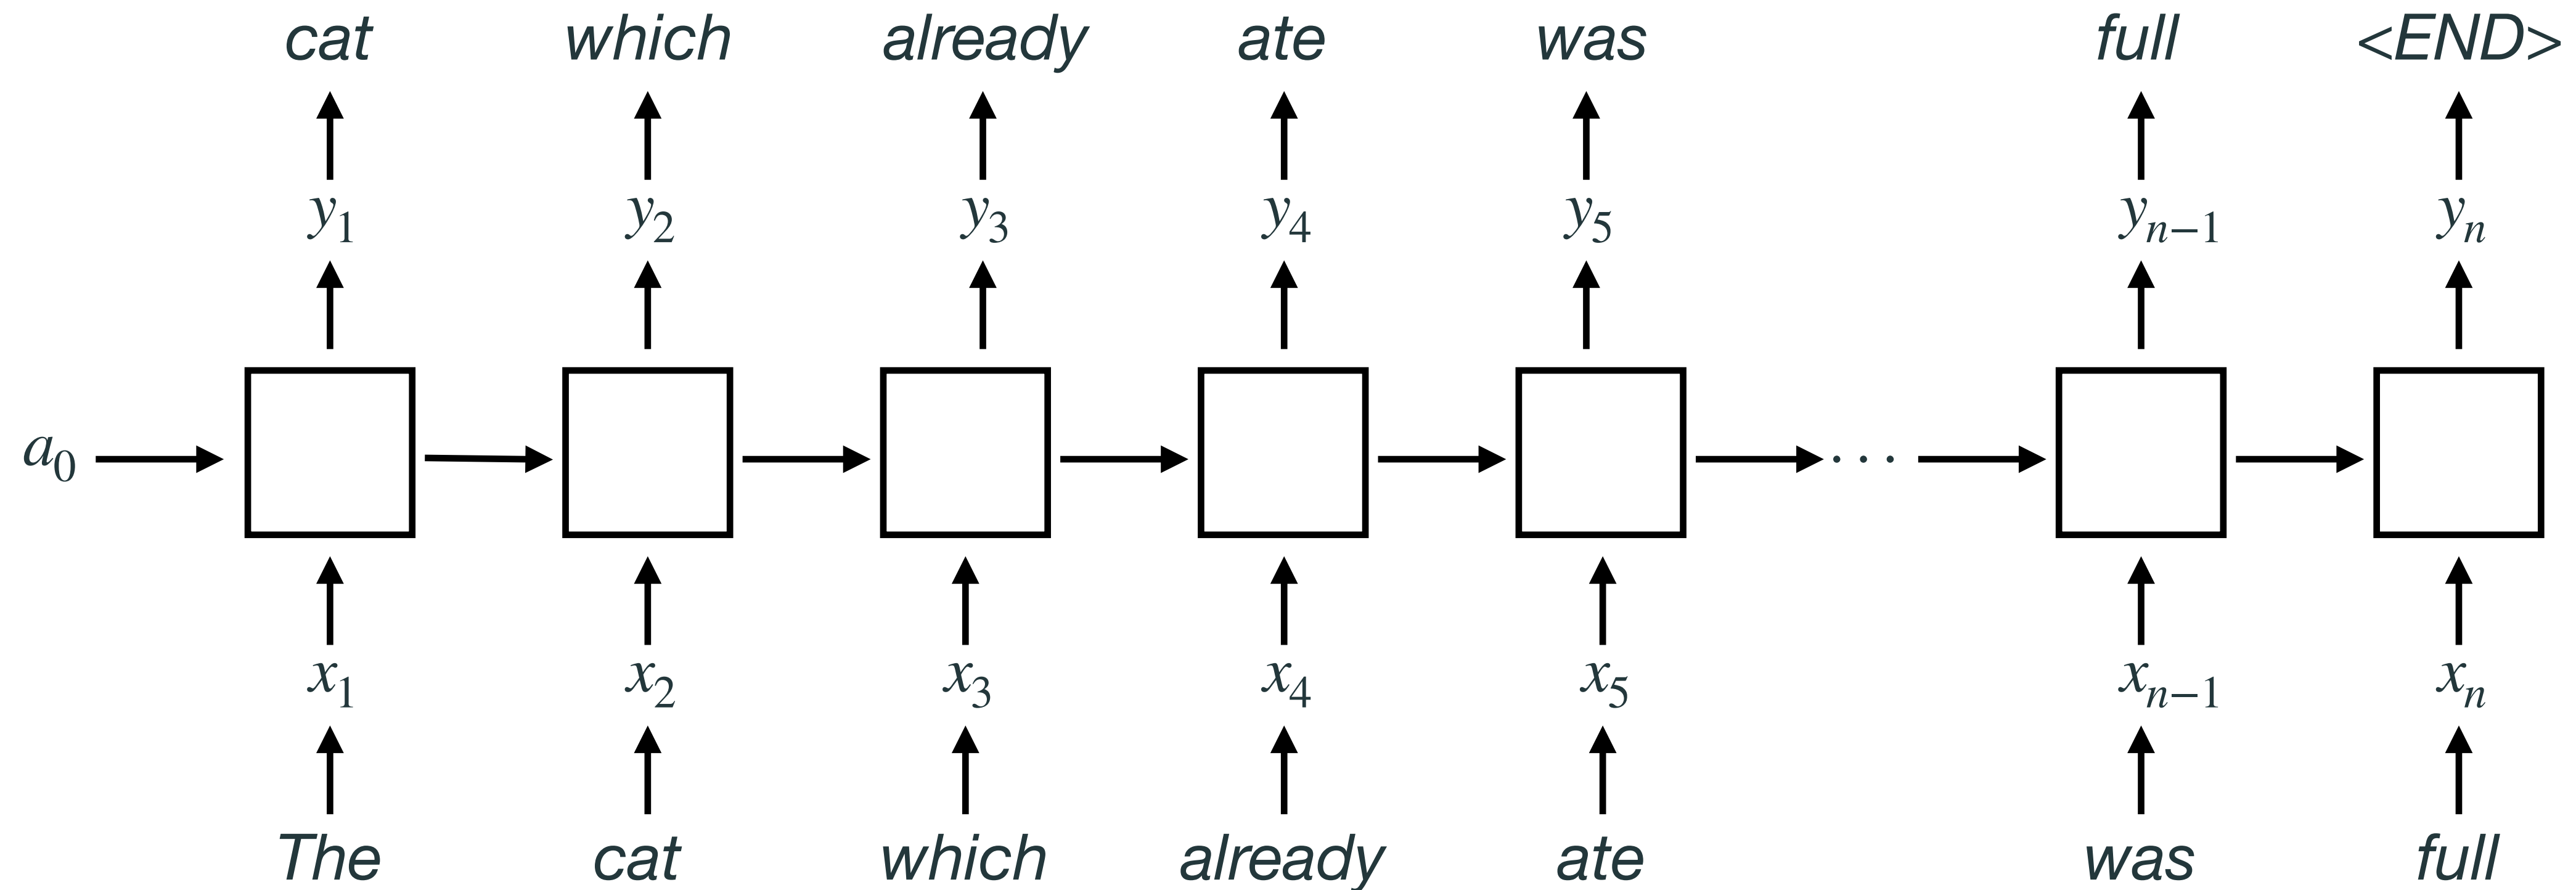 cat which already ate was full <END>
y₁ y₂ y₃ y₄ y₅ yₙ₋₁ yₙ
a₀ ···
x₁ x₂ x₃ x₄ x₅ xₙ₋₁ xₙ
The cat which already ate was full